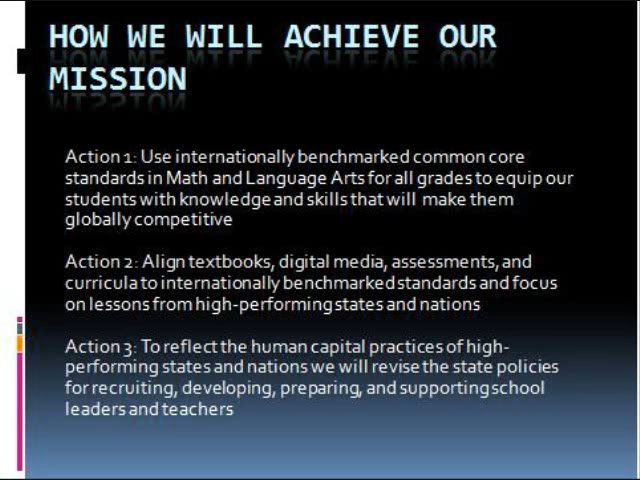 HOW WE WILL ACHIEVE OUR
MISSION
Action 1: Use internationally benchmarked common core
standards in Math and Language Arts for all grades to equip our
students with knowledge and skills that will make them
globally competitive
Action 2: Align textbooks, digital media, assessments, and
curricula to internationally benchmarked standards and focus
on lessons from high-performing states and nations
Action 3: To reflect the human capital practices of high-
performing states and nations we will revise the state policies
for recruiting, developing, preparing, and supporting school
leaders and teachers